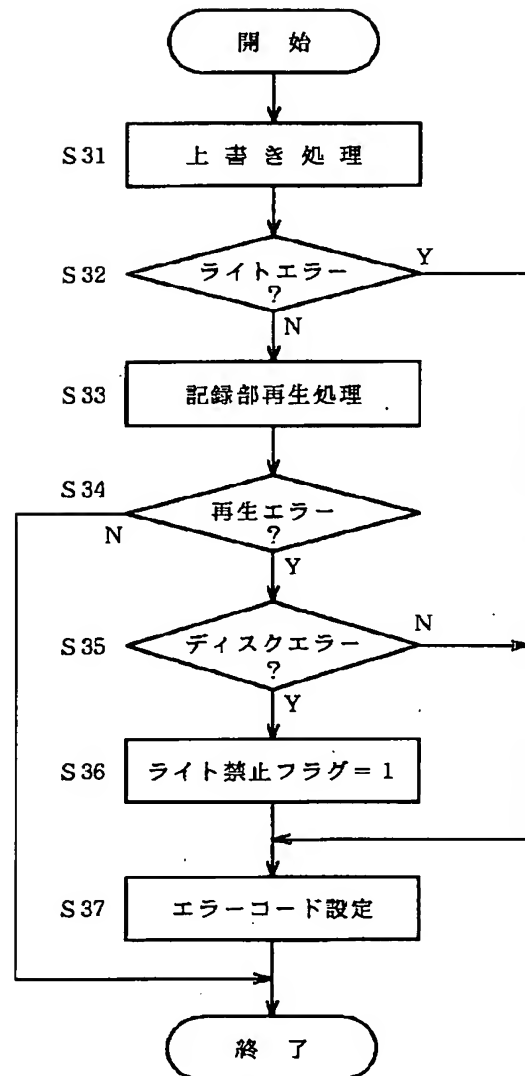 開 始
S31
上 書 き 処 理
S32
ライトエラー
?
Y
N
S33
記録部再生処理
S34
再生エラー
?
N
Y
S35
ディスクエラー
?
N
Y
S36
ライト禁止フラグ=1
S37
エラーコード設定
終 了